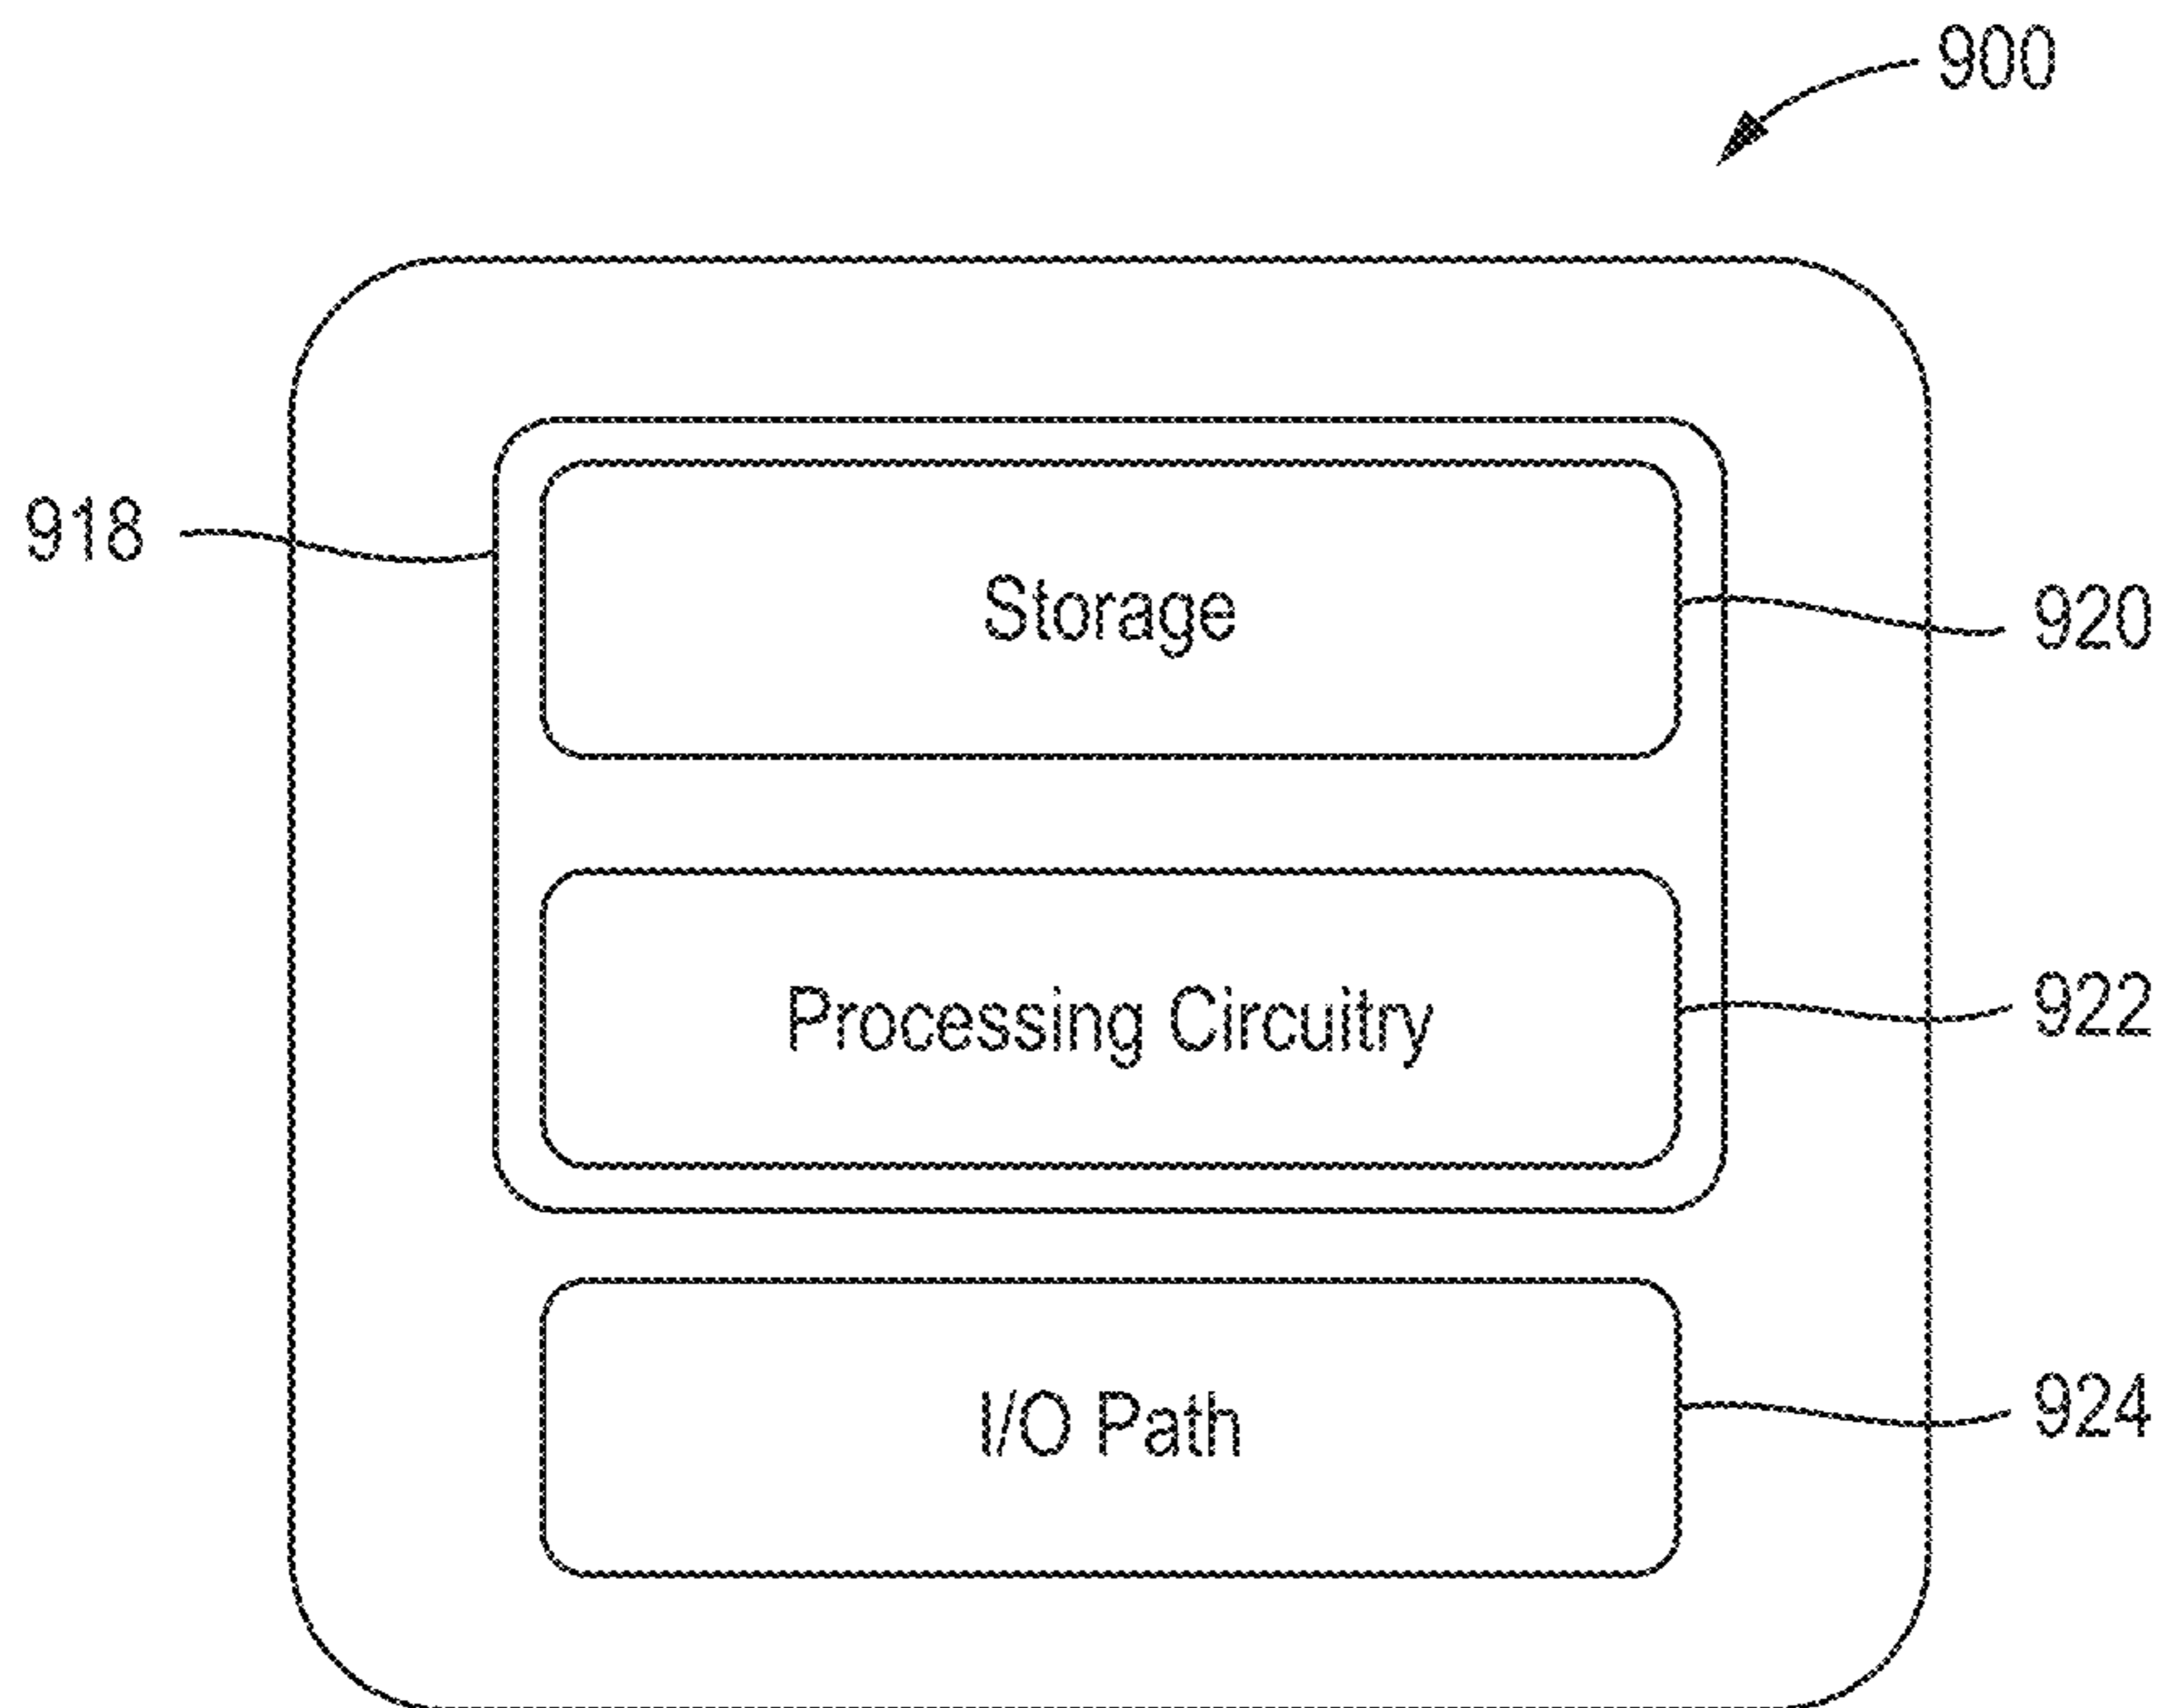 900
918
Storage
920
Processing Circuitry
922
I/O Path
924